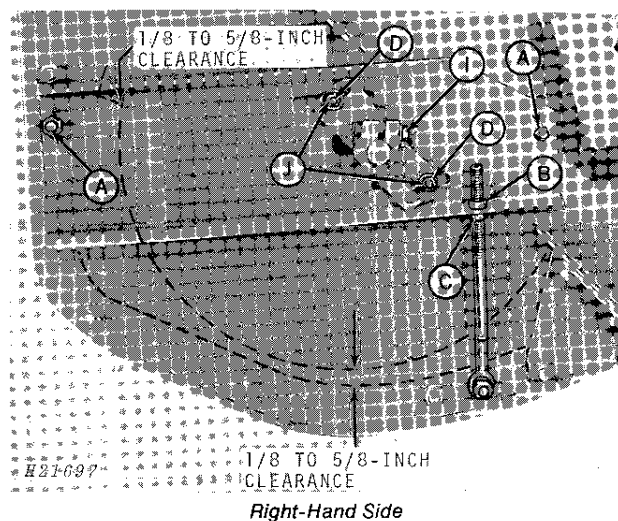 1/8 TO 5/8-INCH
CLEARANCE
D
I
A
A
J
D
B
C
1/8 TO 5/8-INCH
CLEARANCE
H21697
Right-Hand Side